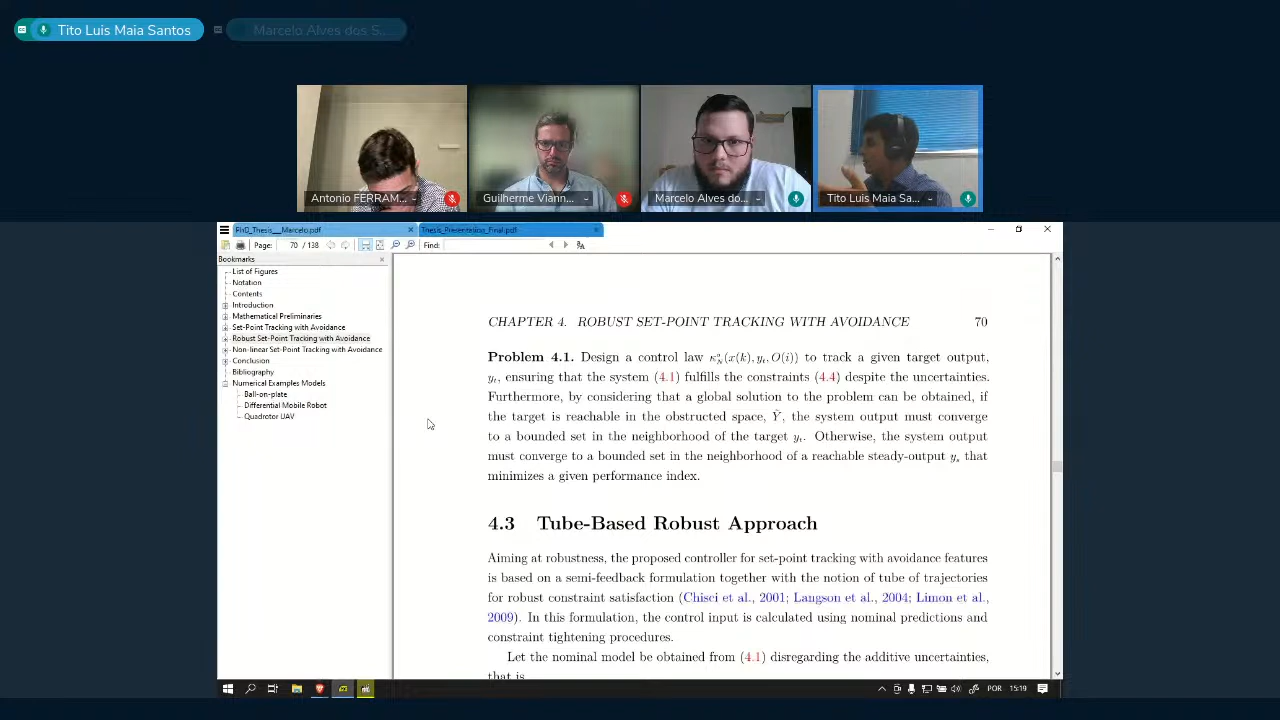 Tito Luis Maia Santos
Marcelo Alves dos S...
Antonio FERRAM...
Guilherme Viann...
Marcelo Alves do...
Tito Luis Maia Sa...
PhD_Thesis__Marcelo.pdf
Thesis_Presentation_Final.pdf
Page: 70 / 138
Find:
Bookmarks
List of Figures
Notation
Contents
Introduction
Mathematical Preliminaries
Set-Point Tracking with Avoidance
Robust Set-Point Tracking with Avoidance
Non-linear Set-Point Tracking with Avoidance
Conclusion
Bibliography
Numerical Examples Models
Ball-on-plate
Differential Mobile Robot
Quadrotor UAV
CHAPTER 4. ROBUST SET-POINT TRACKING WITH AVOIDANCE 70
Problem 4.1. Design a control law (x(k), yt, O(i)) to track a given target output,
yt, ensuring that the system (4.1) fulfills the constraints (4.4) despite the uncertainties.
Furthermore, by considering that a global solution to the problem can be obtained, if
the target is reachable in the obstructed space, the system output must converge
to a bounded set in the neighborhood of the target yt. Otherwise, the system output
must converge to a bounded set in the neighborhood of a reachable steady-output ys that
minimizes a given performance index.
4.3 Tube-Based Robust Approach
Aiming at robustness, the proposed controller for set-point tracking with avoidance features
is based on a semi-feedback formulation together with the notion of tube of trajectories
for robust constraint satisfaction (Chisci et al., 2001; Langson et al., 2004; Limon et al.,
2009). In this formulation, the control input is calculated using nominal predictions and
constraint tightening procedures.
Let the nominal model be obtained from (4.1) disregarding the additive uncertainties,
that is
POR 15:19